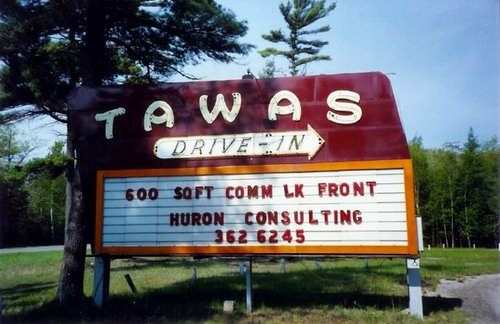 TAWAS
DRIVE-IN
600 SQFT COMM LK FRONT
HURON CONSULTING
362 6245